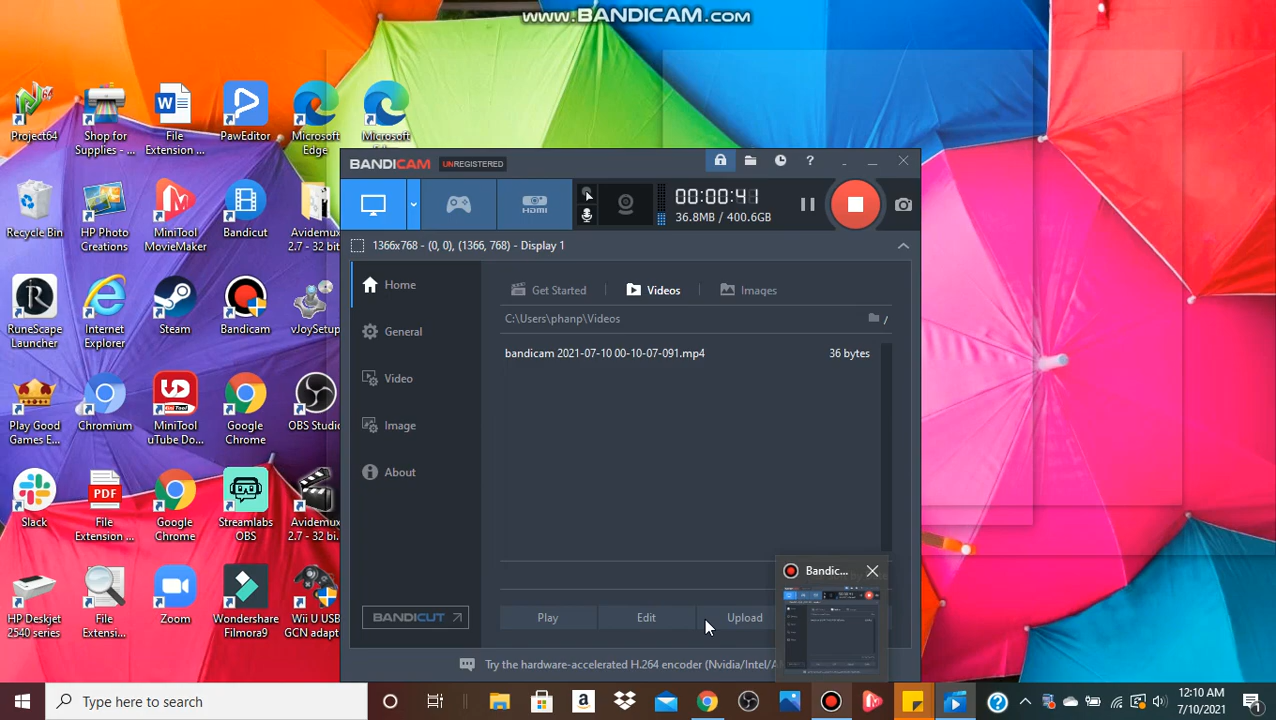 www.BANDICAM.com
Project64
Shop for
Supplies - ...
File
Extension ...
PawEditor
Microsoft
Edge
Microsoft
Recycle Bin
HP Photo
Creations
MiniTool
MovieMaker
Bandicut
Avidemux
2.7 - 32 bit
RuneScape
Launcher
Internet
Explorer
Steam
Bandicam
vJoySetup
Play Good
Games E...
Chromium
MiniTool
uTube Do...
Google
Chrome
OBS Studio
Slack
PDF
File
Extension ...
Google
Chrome
Streamlabs
OBS
Avidemux
2.7 - 32 bi...
HP Deskjet
2540 series
File
Extensi...
Zoom
Wondershare
Filmora9
Wii U USB
GCN adapt
BANDICAM UNREGISTERED
HDMI
00:00:41
36.8MB / 400.6GB
1366x768 - (0, 0), (1366, 768) - Display 1
Home
General
Video
Image
About
BANDICUT
Get Started
Videos
Images
C:\Users\phanp\Videos
/
bandicam 2021-07-10 00-10-07-091.mp4 36 bytes
Play
Edit
Upload
Bandic...
Try the hardware-accelerated H.264 encoder (Nvidia/Intel/A
Type here to search
12:10 AM
7/10/2021
1